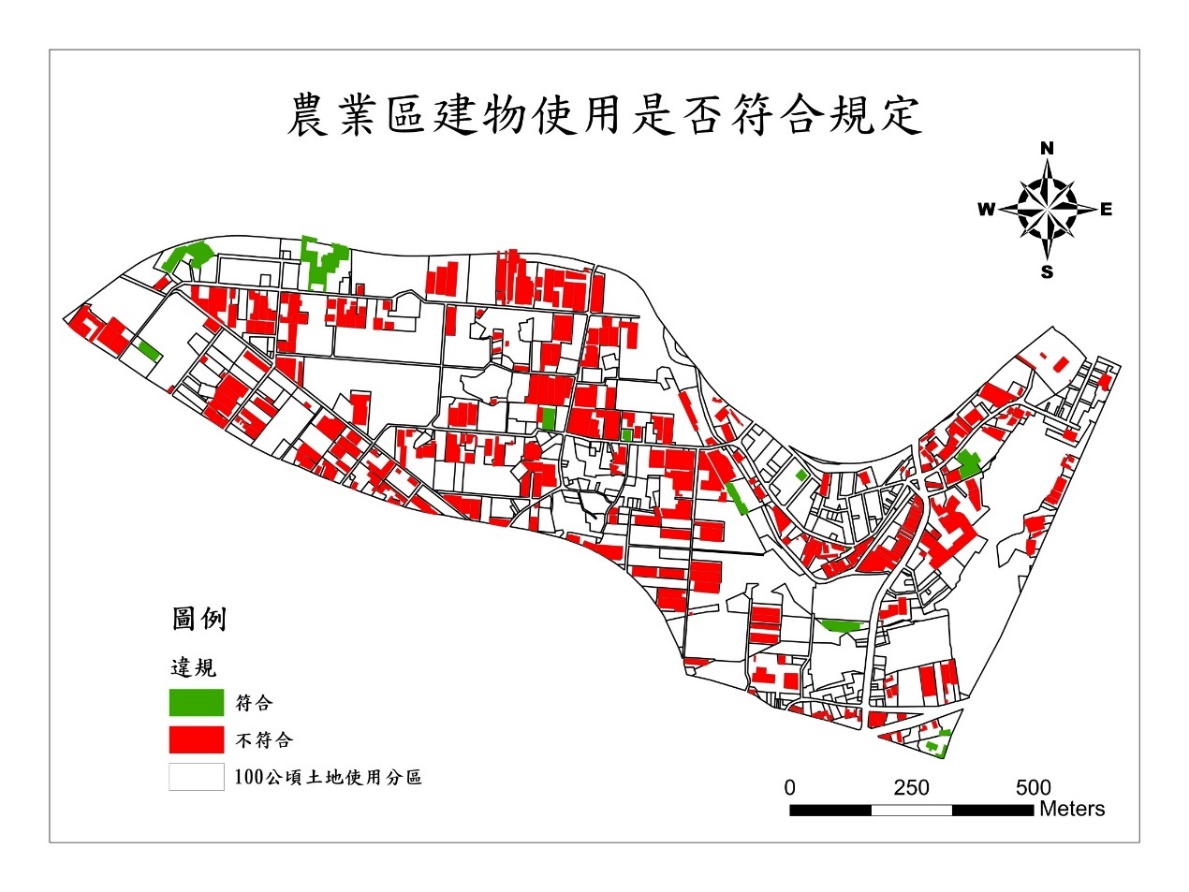 農業區建物使用是否符合規定
N
W E
S
圖例
違規
符合
不符合
100公頃土地使用分區
0 250 500
Meters